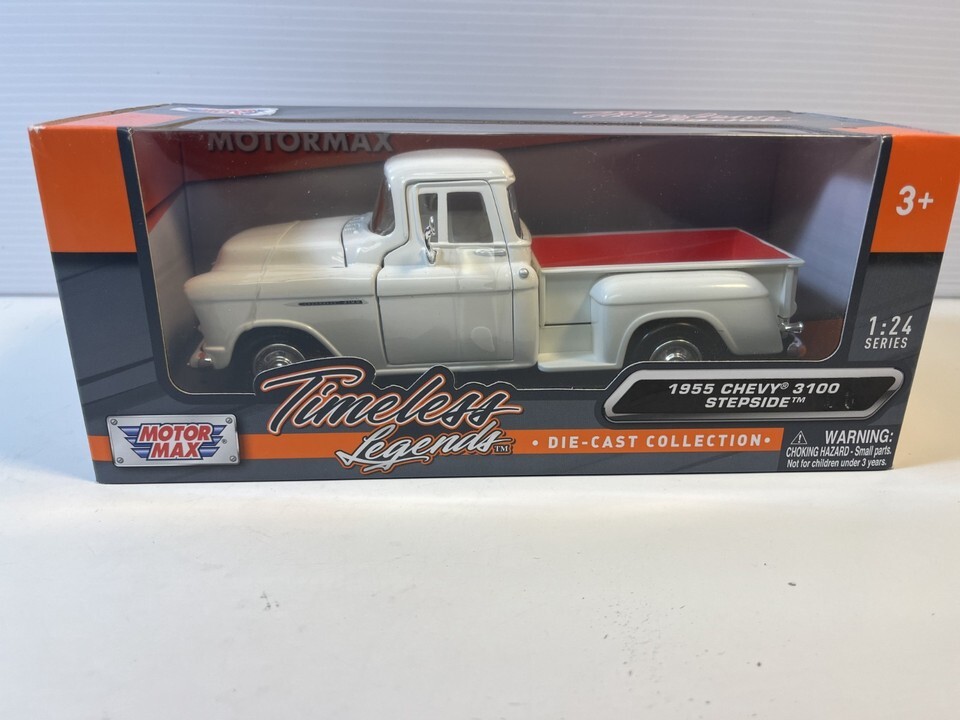 MOTORMAX
3+
1:24
SERIES
1955 CHEVY® 3100
STEPSIDE™
Timeless
Legends™
MOTOR
MAX
• DIE-CAST COLLECTION •
⚠ WARNING:
CHOKING HAZARD - Small parts.
Not for children under 3 years.